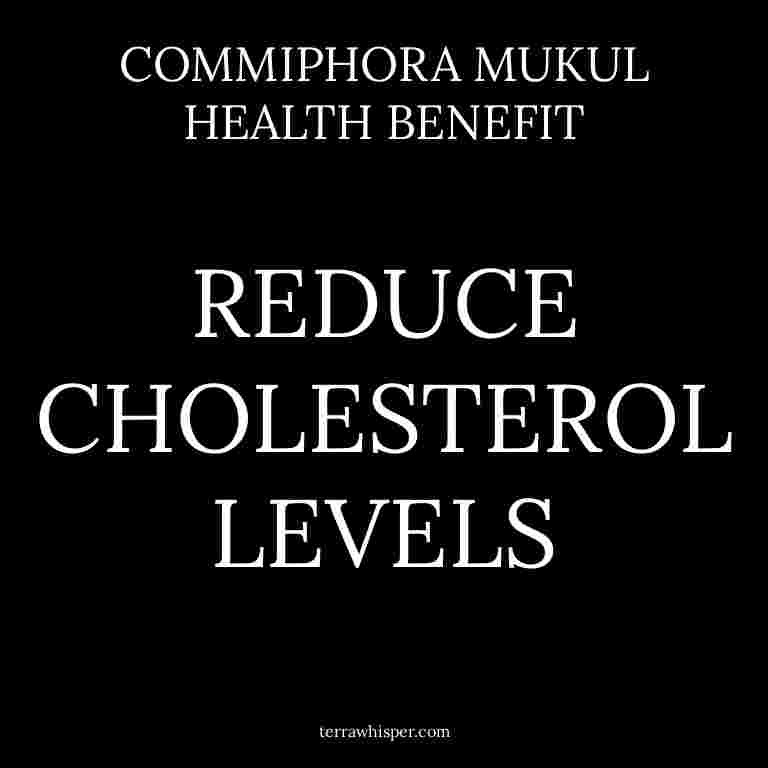 COMMIPHORA MUKUL
HEALTH BENEFIT
REDUCE
CHOLESTEROL
LEVELS
terrawhisper.com